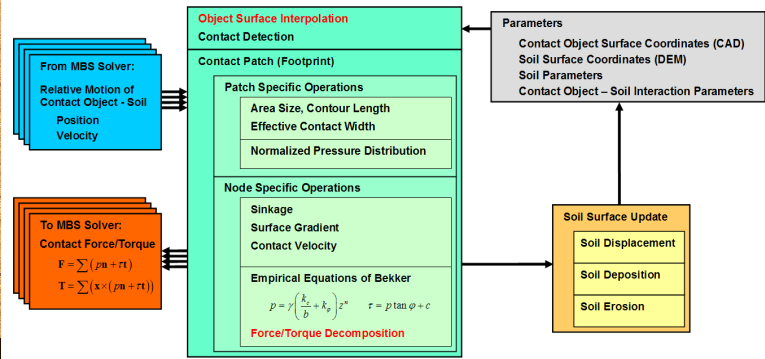 Object Surface Interpolation
Contact Detection
Contact Patch (Footprint)
Patch Specific Operations
Area Size, Contour Length
Effective Contact Width
Normalized Pressure Distribution
Node Specific Operations
Sinkage
Surface Gradient
Contact Velocity
Empirical Equations of Bekker
p = γ(k_c/b + k_φ)z^n τ = p tan φ + c
Force/Torque Decomposition
From MBS Solver:
Relative Motion of
Contact Object - Soil
Position
Velocity
To MBS Solver:
Contact Force/Torque
F = ∑(pn + τt)
T = ∑(x×(pn + τt))
Parameters
Contact Object Surface Coordinates (CAD)
Soil Surface Coordinates (DEM)
Soil Parameters
Contact Object – Soil Interaction Parameters
Soil Surface Update
Soil Displacement
Soil Deposition
Soil Erosion